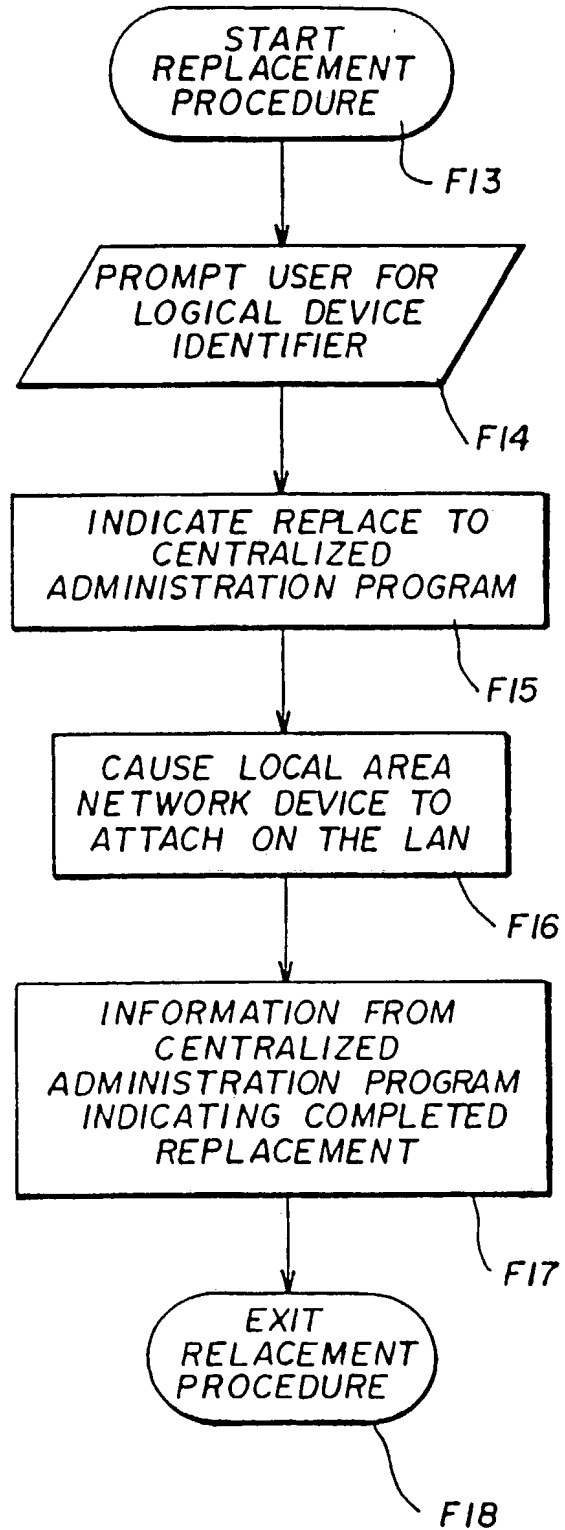 START
REPLACEMENT
PROCEDURE
F13
PROMPT USER FOR
LOGICAL DEVICE
IDENTIFIER
F14
INDICATE REPLACE TO
CENTRALIZED
ADMINISTRATION PROGRAM
F15
CAUSE LOCAL AREA
NETWORK DEVICE TO
ATTACH ON THE LAN
F16
INFORMATION FROM
CENTRALIZED
ADMINISTRATION PROGRAM
INDICATING COMPLETED
REPLACEMENT
F17
EXIT
RELACEMENT
PROCEDURE
F18